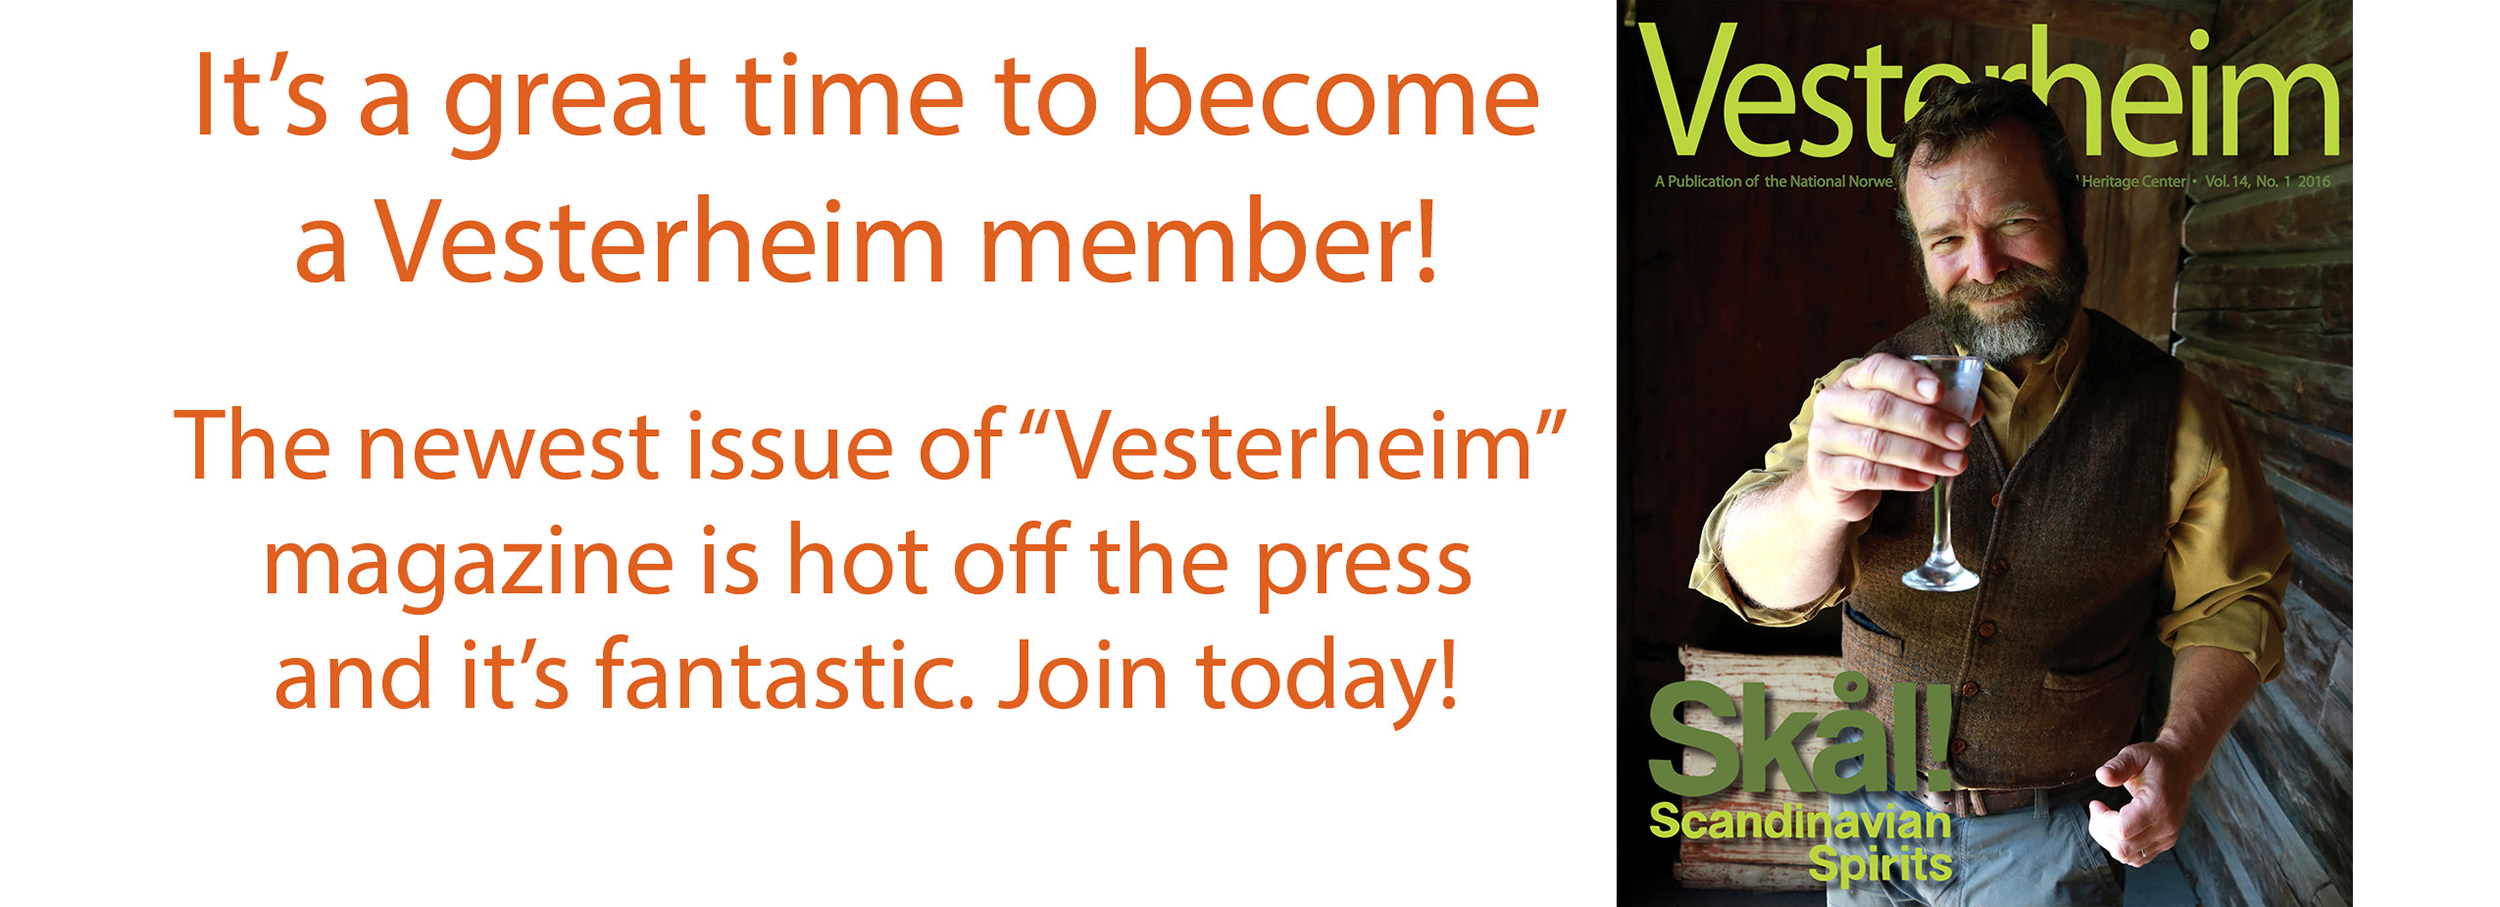 It’s a great time to become
a Vesterheim member!
The newest issue of “Vesterheim”
magazine is hot off the press
and it’s fantastic. Join today!
Vesterheim
A Publication of the National Norwe Heritage Center • Vol. 14, No. 1 2016
Skål!
Scandinavian
Spirits